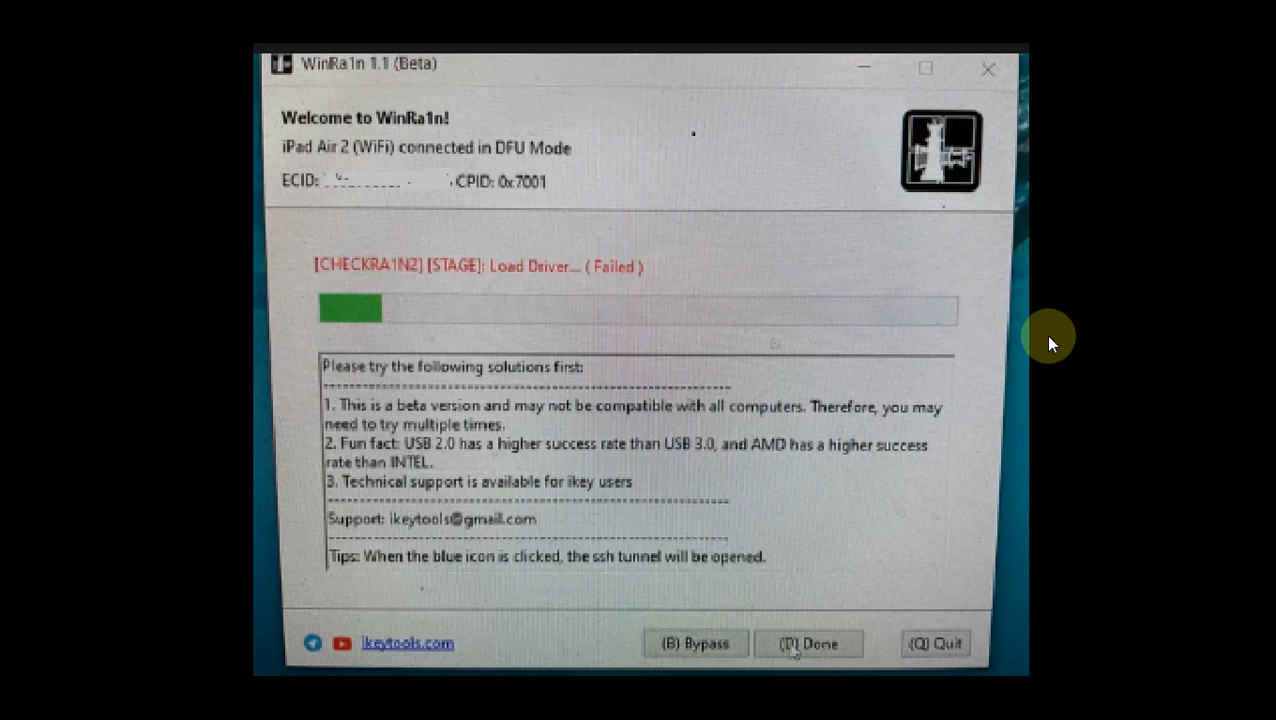 WinRa1n 1.1 (Beta)
Welcome to WinRa1n!
iPad Air 2 (WiFi) connected in DFU Mode
ECID: CPID: 0x7001
[CHECKRA1N2] [STAGE]: Load Driver... ( Failed )
Please try the following solutions first:
1. This is a beta version and may not be compatible with all computers. Therefore, you may
need to try multiple times.
2. Fun fact: USB 2.0 has a higher success rate than USB 3.0, and AMD has a higher success
rate than INTEL.
3. Technical support is available for ikey users
Support: ikeytools@gmail.com
Tips: When the blue icon is clicked, the ssh tunnel will be opened.
ikeytools.com
(B) Bypass
(D) Done
(Q) Quit